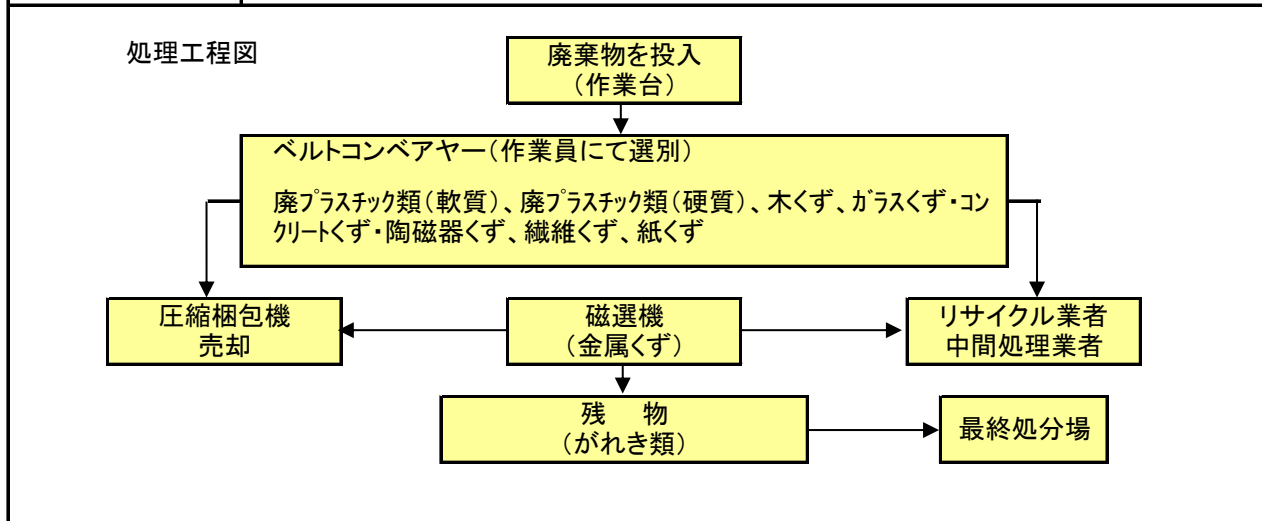 処理工程図
廃棄物を投入
（作業台）
ベルトコンベアヤー（作業員にて選別）
廃ﾌﾟﾗｽﾁｯｸ類（軟質）、廃ﾌﾟﾗｽﾁｯｸ類（硬質）、木くず、ｶﾞﾗｽくず・ｺﾝ
ｸﾘｰﾄくず・陶磁器くず、繊維くず、紙くず
圧縮梱包機
売却
磁選機
（金属くず）
リサイクル業者
中間処理業者
残　物
（がれき類）
最終処分場